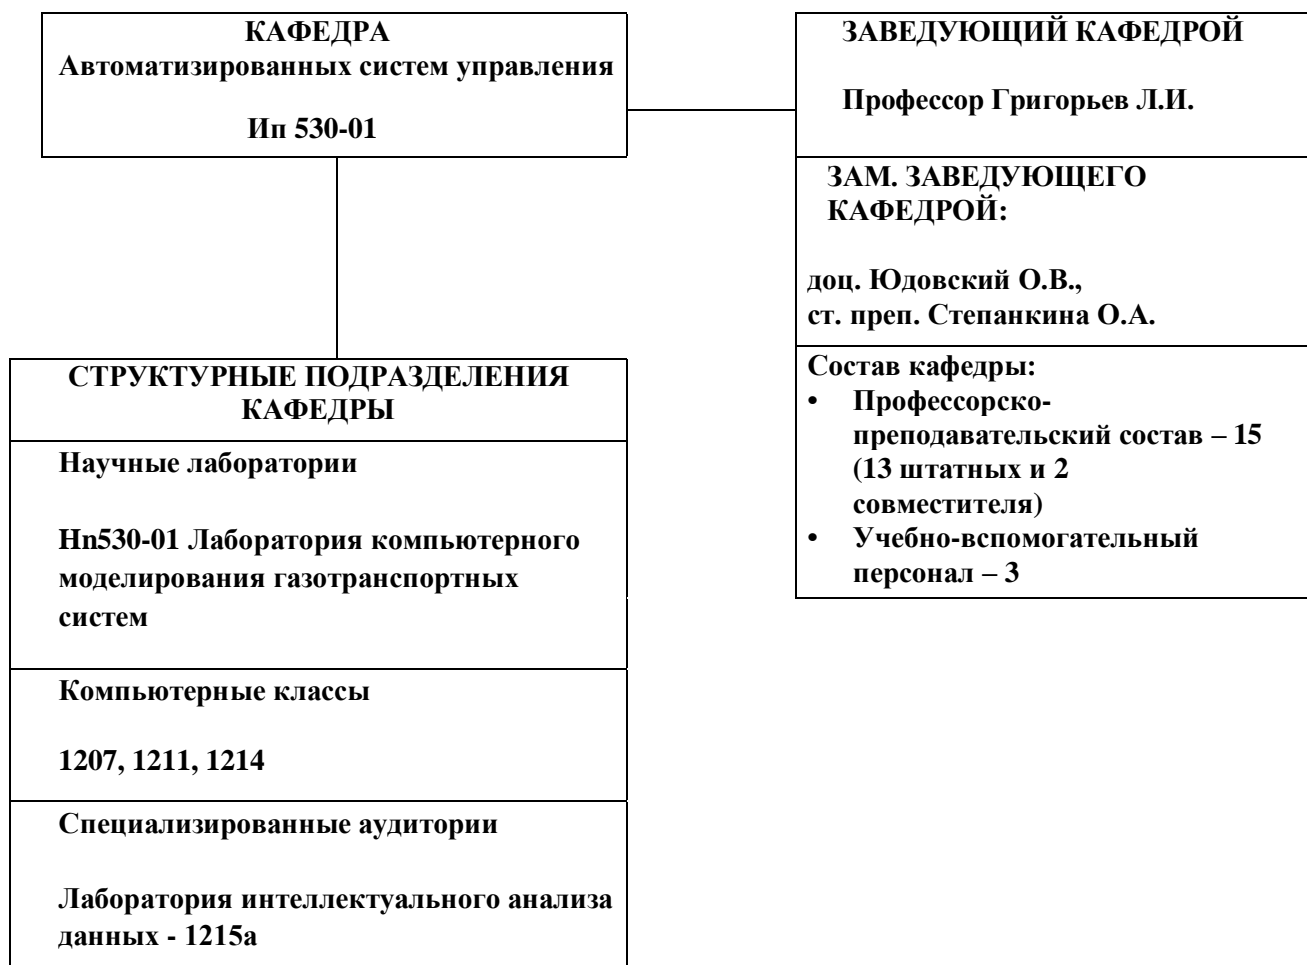 КАФЕДРА
Автоматизированных систем управления
Ип 530-01
ЗАВЕДУЮЩИЙ КАФЕДРОЙ
Профессор Григорьев Л.И.
ЗАМ. ЗАВЕДУЮЩЕГО
КАФЕДРОЙ:
доц. Юдовский О.В.,
ст. преп. Степанкина О.А.
Состав кафедры:
• Профессорско-
преподавательский состав – 15
(13 штатных и 2
совместителя)
• Учебно-вспомогательный
персонал – 3
СТРУКТУРНЫЕ ПОДРАЗДЕЛЕНИЯ
КАФЕДРЫ
Научные лаборатории
Нп530-01 Лаборатория компьютерного
моделирования газотранспортных
систем
Компьютерные классы
1207, 1211, 1214
Специализированные аудитории
Лаборатория интеллектуального анализа
данных - 1215а